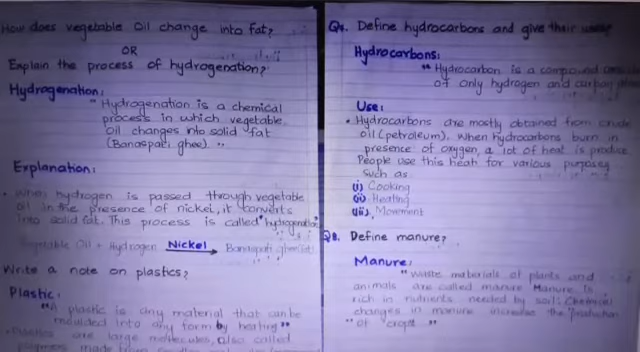 How does vegetable Oil change into fat?
OR
Explain the process of hydrogenation?
Hydrogenation:
"Hydrogenation is a chemical
process in which vegetable
Oil changes into solid fat
(Banaspati ghee)."
Explanation:
• When hydrogen is passed through vegetable
oil in the presence of nickel, it converts
into solid fat. This process is called "hydrogenation"
Vegetable Oil + Hydrogen Nickel → Banaspati ghee
Write a note on plastics?
Plastic:
"A plastic is any material that can be
moulded into any form by heating"
• Plastics are large molecules, also called
Define hydrocarbons and give their
Hydrocarbons:
"Hydrocarbon is a compound
of only hydrogen and carbon
Use:
• Hydrocarbons are mostly obtained from crude
oil (petroleum). When hydrocarbons burn in
presence of oxygen, a lot of heat is produce
People use this heat for various purposes
such as
(i) Cooking
(ii) Heating
(iii) Movement
Q8. Define manure?
Manure:
"Waste materials of plants and
animals are called manure Manure is
rich in nutrients needed by soil. Chemical
changes in manure increase the production
of crops"